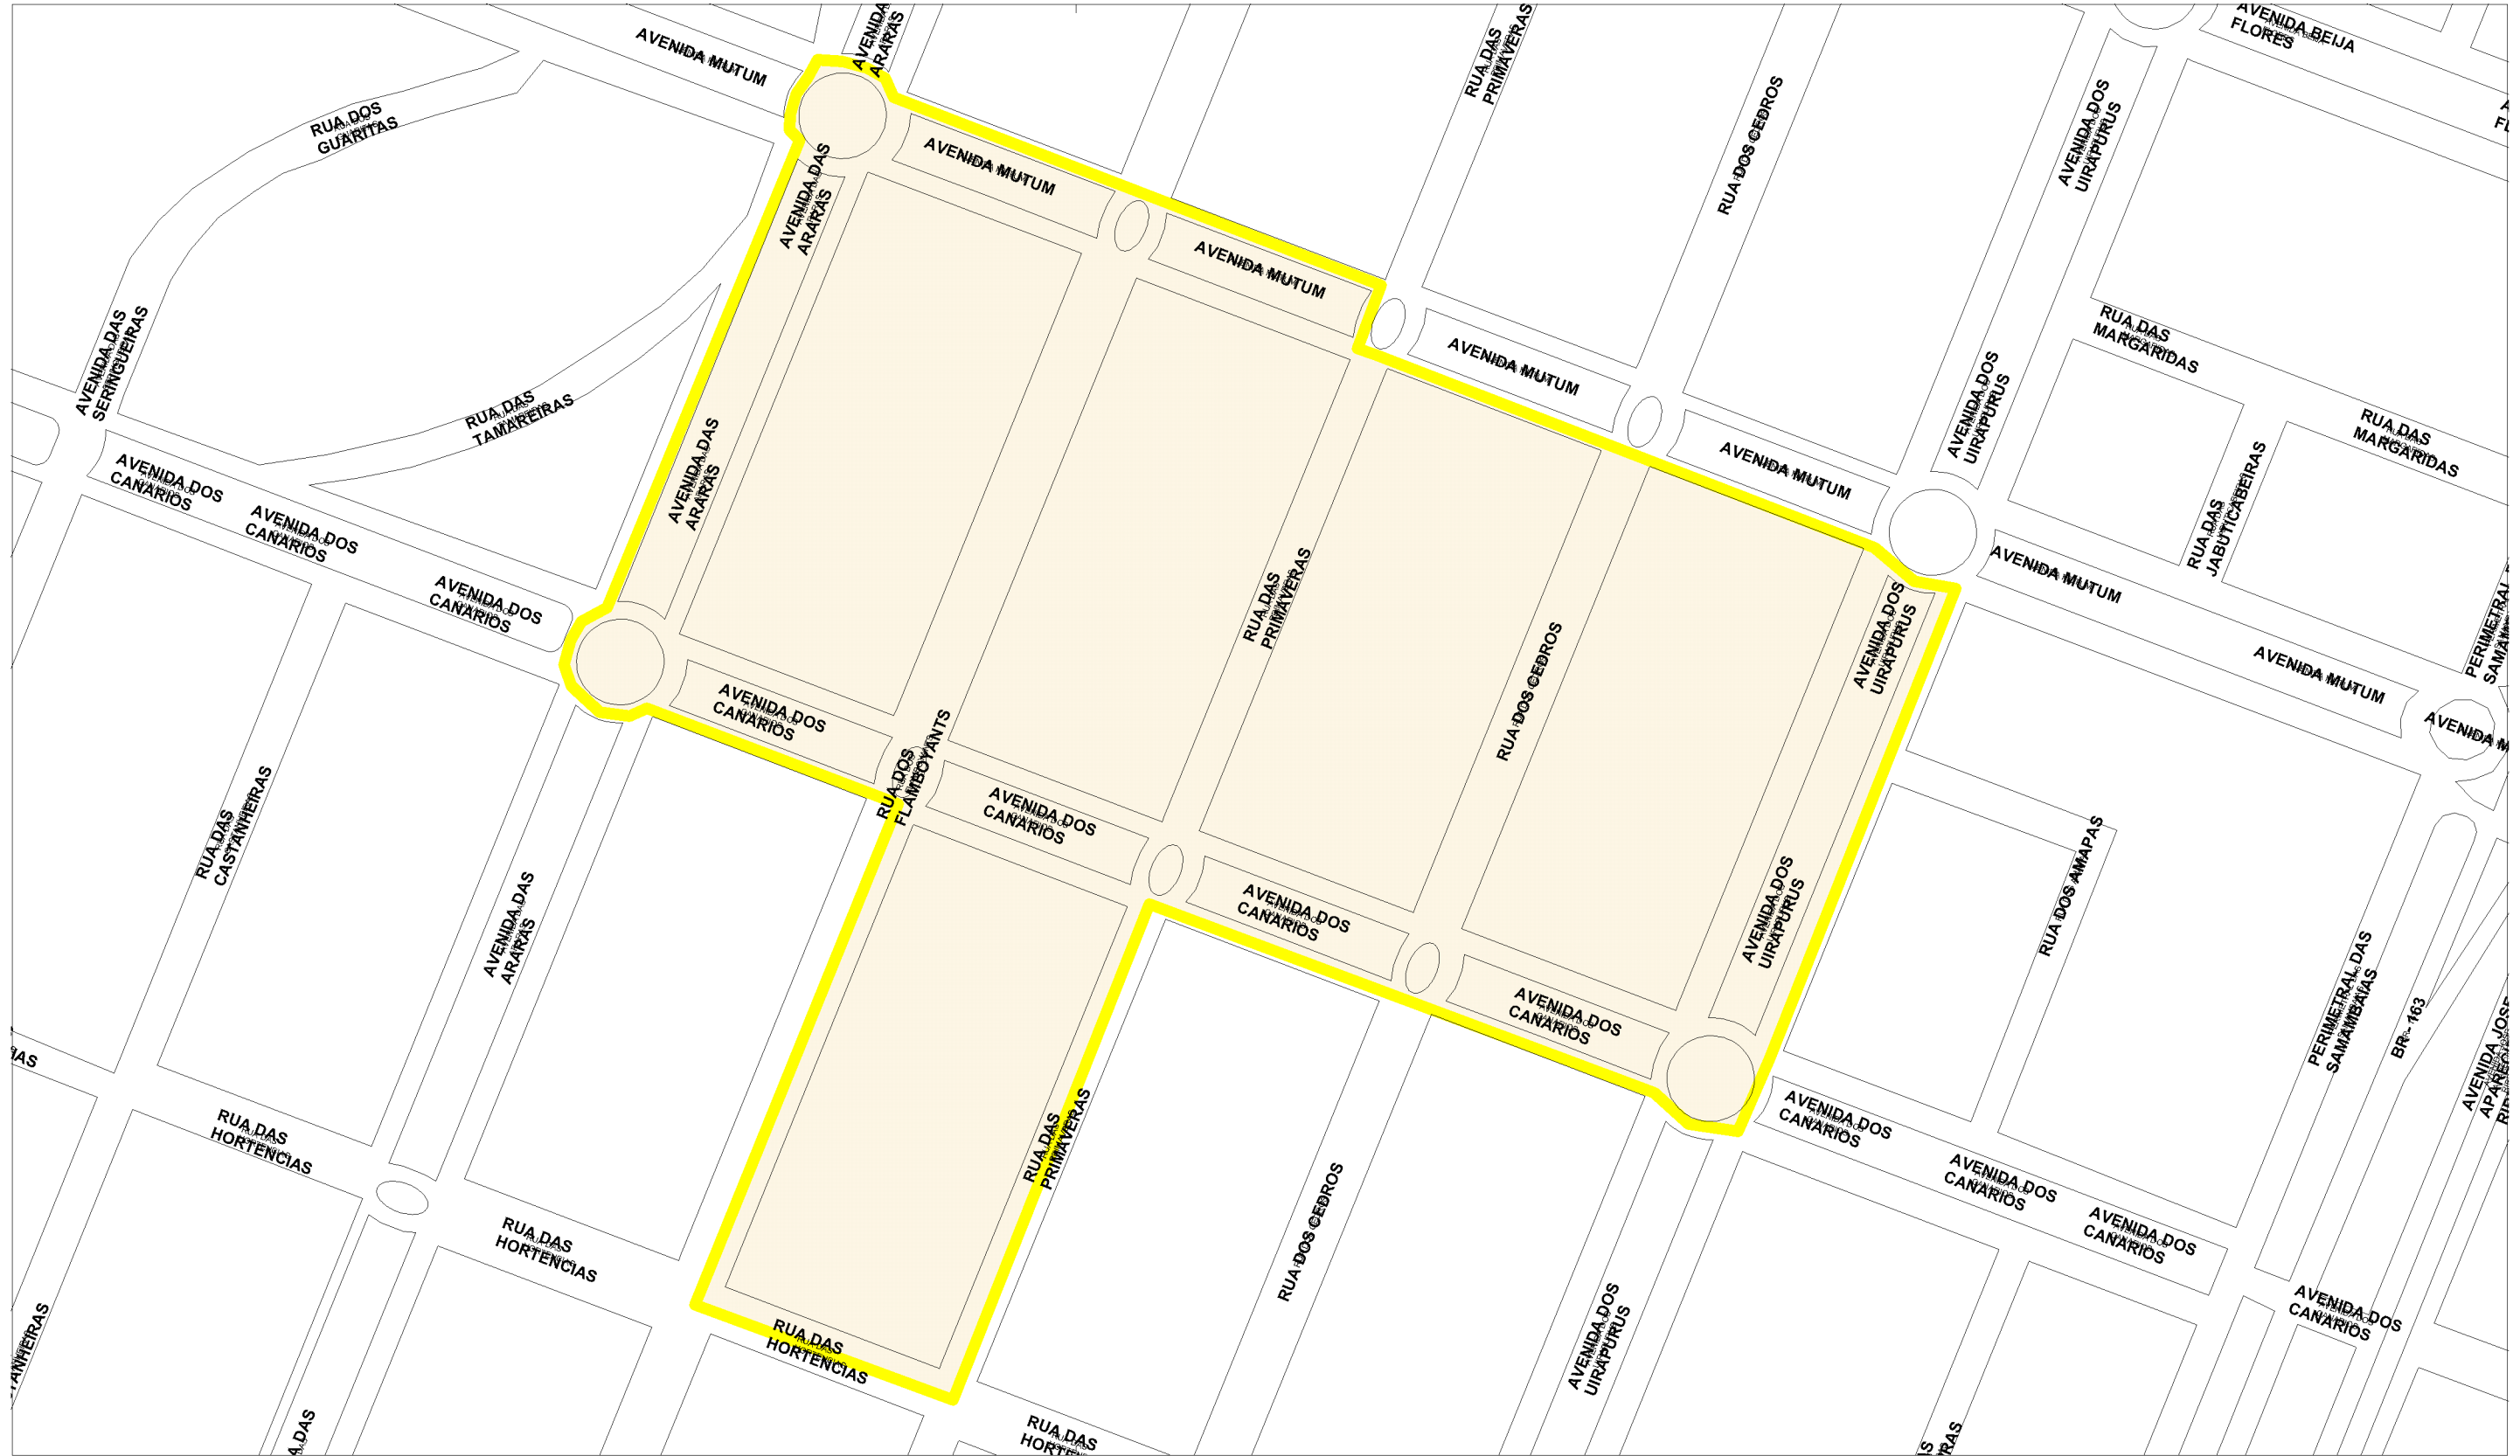 AVENIDA MUTUM
AVENIDA
ARARAS
RUA DAS
PRIMAVERAS
AVENIDA BEIJA
FLORES
RUA DOS
GUARITAS
AVENIDA DAS
ARARAS
AVENIDA MUTUM
RUA DOS CEDROS
AVENIDA DOS
UIRAPURUS
AVENIDA MUTUM
AVENIDA DAS
SERINGUEIRAS
RUA DAS
TAMAREIRAS
AVENIDA MUTUM
AVENIDA MUTUM
AVENIDA DOS
UIRAPURUS
RUA DAS
MARGARIDAS
RUA DAS
MARGARIDAS
AVENIDA DOS
CANARIOS
AVENIDA DOS
CANARIOS
AVENIDA DOS
CANARIOS
AVENIDA DAS
ARARAS
RUA DAS
JABUTICABEIRAS
AVENIDA MUTUM
RUA DAS
PRIMAVERAS
RUA DOS CEDROS
AVENIDA DOS
UIRAPURUS
AVENIDA MUTUM
PERIMETRAL
AVENIDA DOS
CANARIOS
RUA DOS
FLAMBOYANTS
AVENIDA DOS
CANARIOS
AVENIDA DOS
CANARIOS
AVENIDA DOS
CANARIOS
AVENIDA DOS
UIRAPURUS
RUA DOS AMAPAS
RUA DAS
CASTANHEIRAS
AVENIDA DAS
ARARAS
PERIMETRAL DAS
SAMAMBAIAS
BR- 163
AVENIDA JOSE
RUA DAS
HORTENCIAS
RUA DAS
HORTENCIAS
RUA DAS
PRIMAVERAS
RUA DOS CEDROS
AVENIDA DOS
CANARIOS
AVENIDA DOS
CANARIOS
AVENIDA DOS
CANARIOS
AVENIDA DOS
CANARIOS
RUA DAS
HORTENCIAS
AVENIDA DOS
UIRAPURUS
RUA DAS